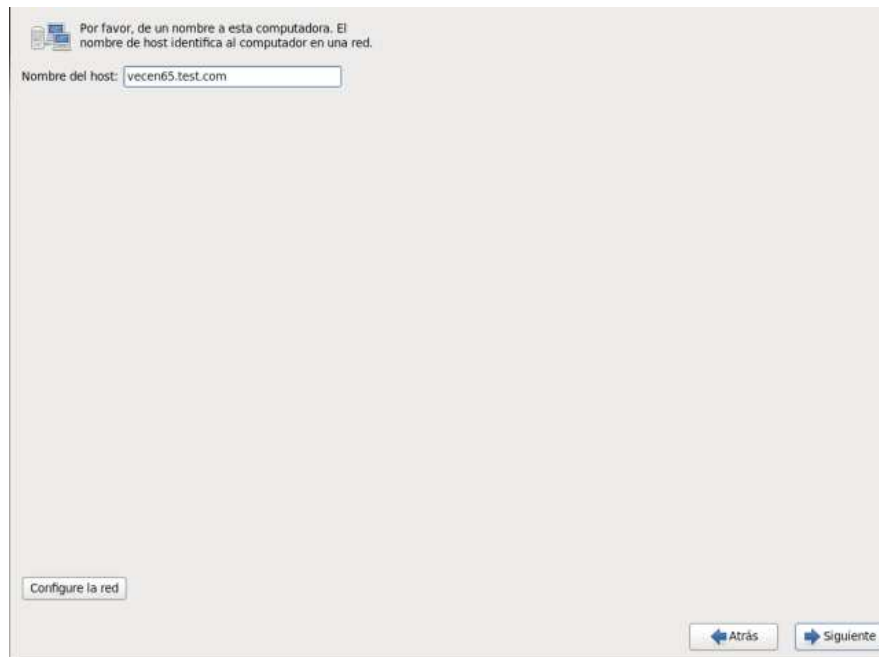 Por favor, de un nombre a esta computadora. El
nombre de host identifica al computador en una red.
Nombre del host: vecen65.test.com
Configure la red
Atrás Siguiente